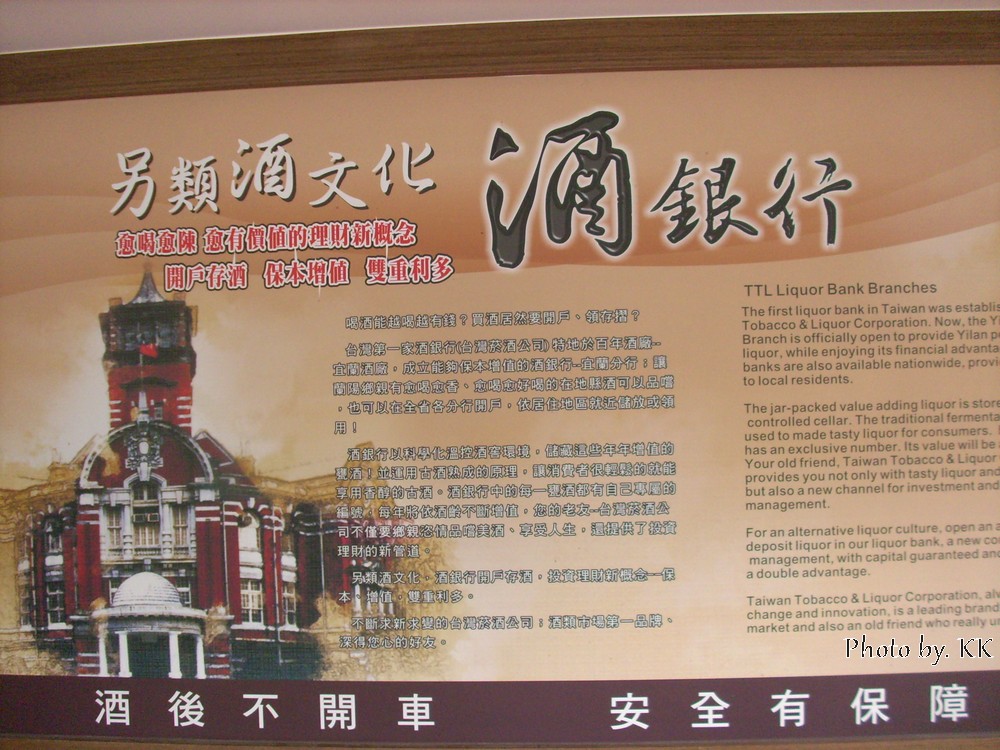 另類酒文化 酒銀行
愈喝愈陳 愈有價值的理財新概念
開戶存酒 保本增值 雙重利多
喝酒能越喝越有錢？買酒居然要開戶、領存摺？
台灣第一家酒銀行(台灣菸酒公司) 特地於百年酒廠--
宜蘭酒廠，成立能夠保本增值的酒銀行--宜蘭分行；讓
蘭陽鄉親有愈喝愈香、愈喝愈好喝的在地縣酒可以品嚐
，也可以在全省各分行開戶，依居住地區就近儲放或領
用！
酒銀行以科學化溫控酒窖環境，儲藏這些年年增值的
甕酒！並運用古酒熟成的原理，讓消費者很輕鬆的就能
享用香醇的古酒。酒銀行中的每一甕酒都有自己專屬的
編號，每年將依酒齡不斷增值，您的老友--台灣菸酒公
司不僅要鄉親恣情品嚐美酒、享受人生，還提供了投資
理財的新管道。
另類酒文化，酒銀行開戶存酒，投資理財新概念--保
本、增值，雙重利多。
不斷求新求變的台灣菸酒公司；酒類市場第一品牌、
深得您心的好友。
TTL Liquor Bank Branches
The first liquor bank in Taiwan was establis
Tobacco & Liquor Corporation. Now, the Yi
Branch is officially open to provide Yilan pe
liquor, while enjoying its financial advanta
banks are also available nationwide, provi
to local residents.
The jar-packed value adding liquor is store
controlled cellar. The traditional fermenta
used to made tasty liquor for consumers.
has an exclusive number. Its value will be
Your old friend, Taiwan Tobacco & Liquor
provides you not only with tasty liquor and
but also a new channel for investment and
management.
For an alternative liquor culture, open an a
deposit liquor in our liquor bank, a new co
management, with capital guaranteed and
a double advantage.
Taiwan Tobacco & Liquor Corporation, alw
change and innovation, is a leading brand
market and also an old friend who really un
Photo by. KK
酒後不開車 安全有保障